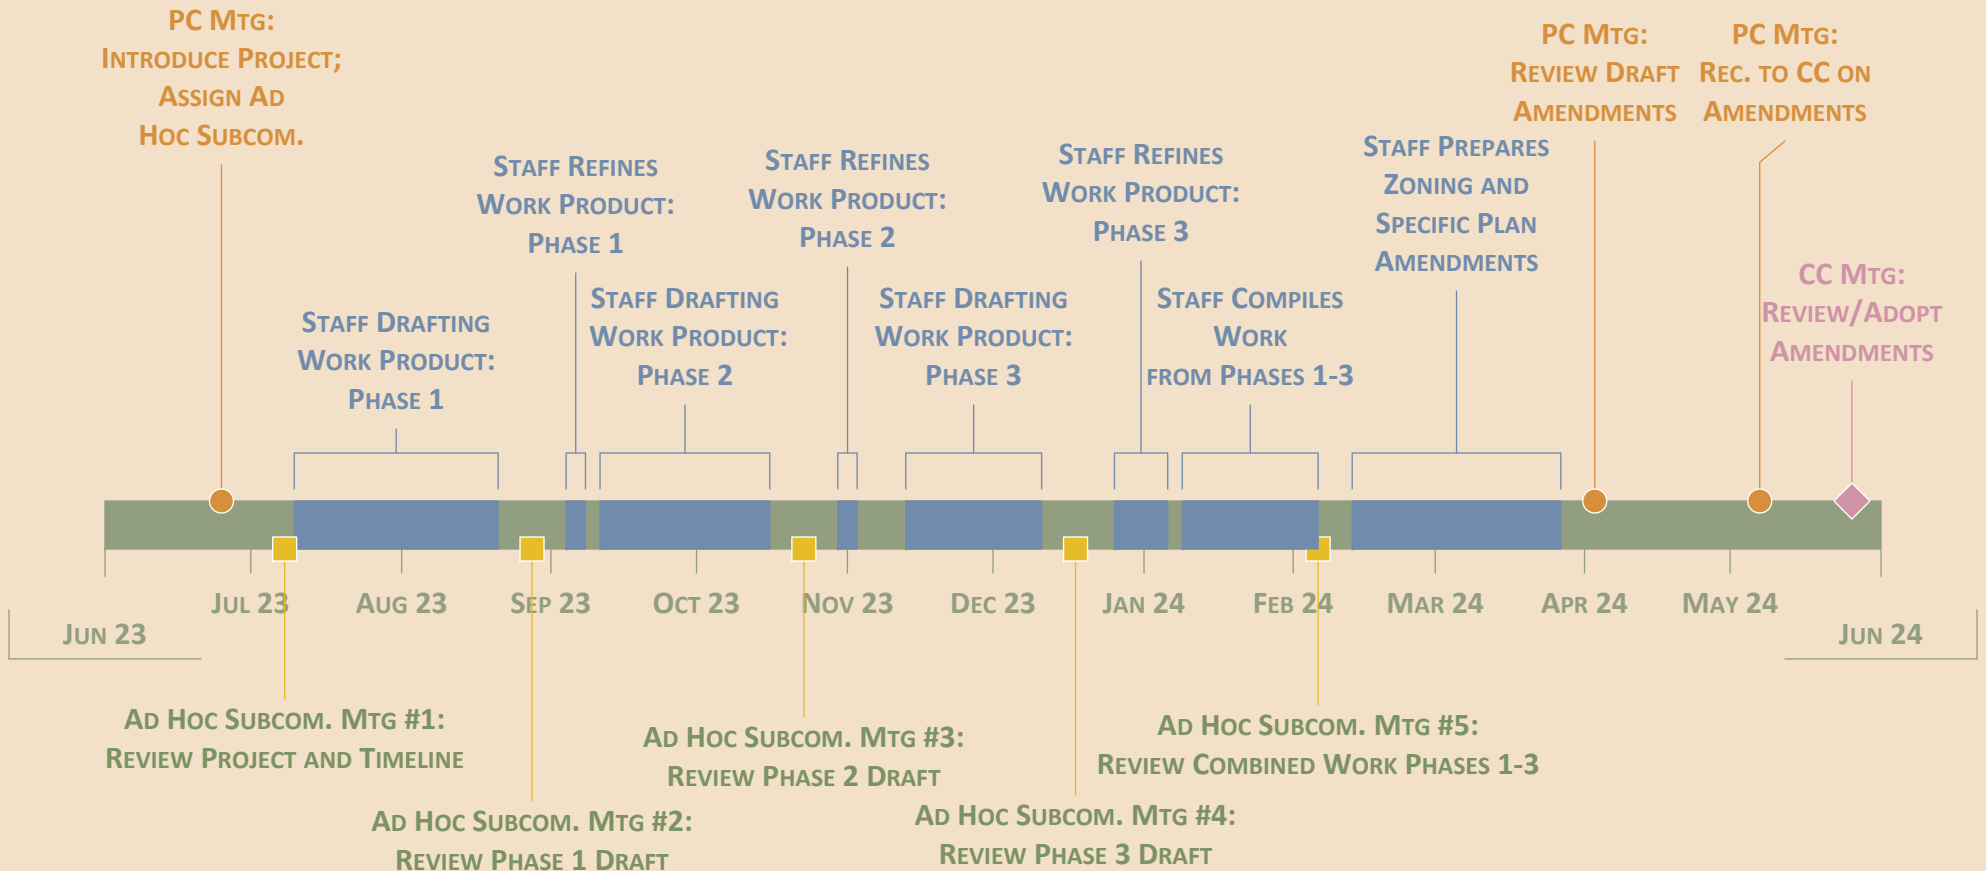 PC Mtg:
Introduce Project;
Assign Ad
Hoc Subcom.
Staff Drafting
Work Product:
Phase 1
Staff Refines
Work Product:
Phase 1
Staff Drafting
Work Product:
Phase 2
Staff Refines
Work Product:
Phase 2
Staff Drafting
Work Product:
Phase 3
Staff Refines
Work Product:
Phase 3
Staff Compiles
Work
from Phases 1-3
Staff Prepares
Zoning and
Specific Plan
Amendments
PC Mtg:
Review Draft
Amendments
PC Mtg:
Rec. to CC on
Amendments
CC Mtg:
Review/Adopt
Amendments
Jun 23
Jul 23
Aug 23
Sep 23
Oct 23
Nov 23
Dec 23
Jan 24
Feb 24
Mar 24
Apr 24
May 24
Jun 24
Ad Hoc Subcom. Mtg #1:
Review Project and Timeline
Ad Hoc Subcom. Mtg #2:
Review Phase 1 Draft
Ad Hoc Subcom. Mtg #3:
Review Phase 2 Draft
Ad Hoc Subcom. Mtg #4:
Review Phase 3 Draft
Ad Hoc Subcom. Mtg #5:
Review Combined Work Phases 1-3